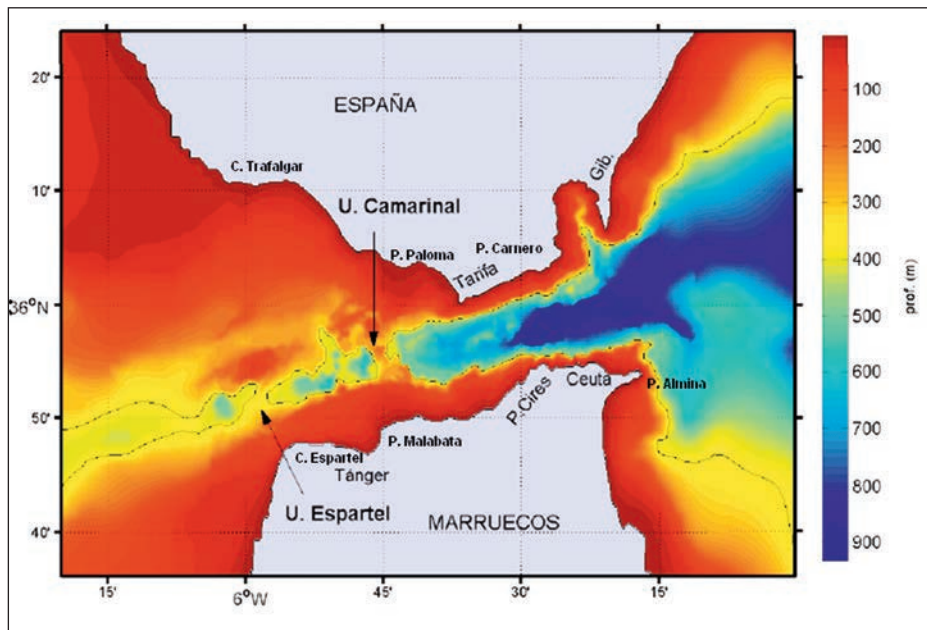 20'
ESPAÑA
C. Trafalgar
Gib.
10'
U. Camarinal
P. Paloma
P. Carnero
Tarifa
36°N
P. Cires
Ceuta
P. Almina
50'
P. Malabata
C. Espartel
Tánger
U. Espartel
MARRUECOS
40'
15'
6°W
45'
30'
15'
100
200
300
400
500
600
700
800
900
prof. (m)